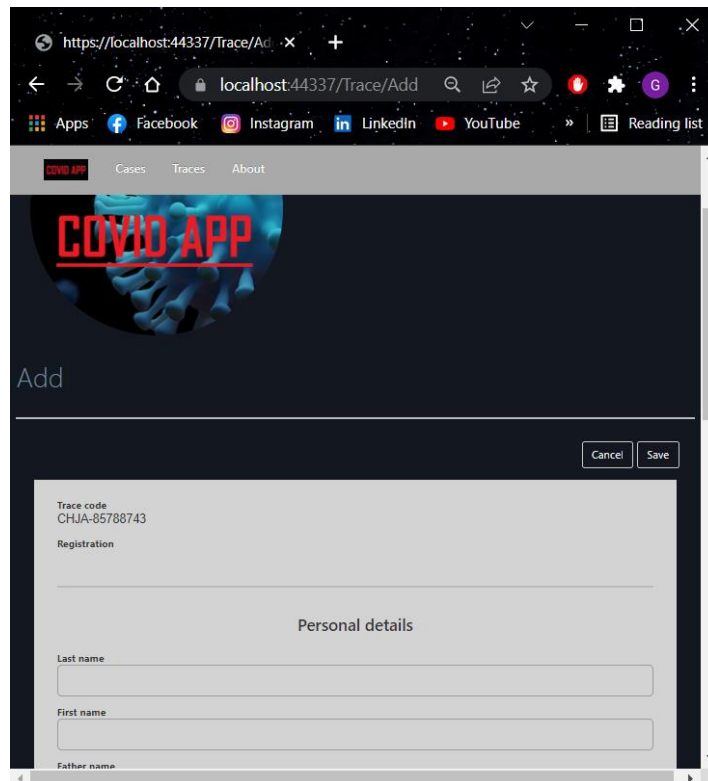 https://localhost:44337/Trace/Ad
localhost:44337/Trace/Add
G
Apps Facebook Instagram in LinkedIn YouTube » Reading list
COVID APP Cases Traces About
COVID APP
Add
Cancel Save
Trace code
CHJA-85788743
Registration
Personal details
Last name
First name
Father name